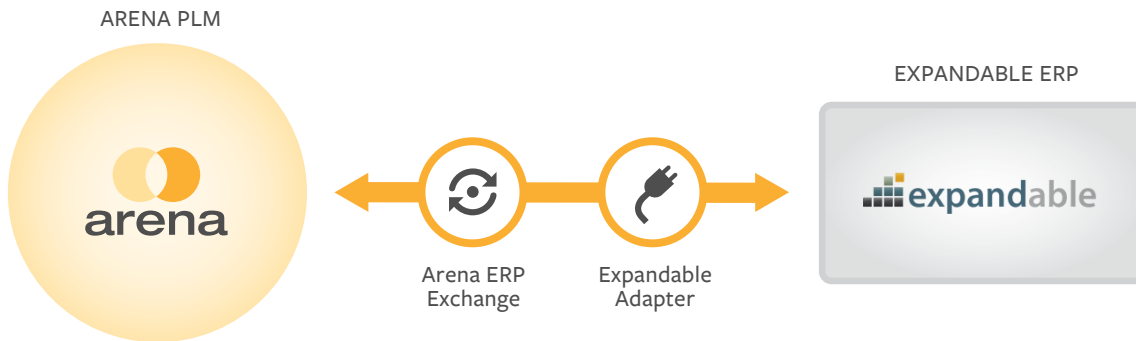 ARENA PLM
arena
Arena ERP
Exchange
Expandable
Adapter
EXPANDABLE ERP
expandable